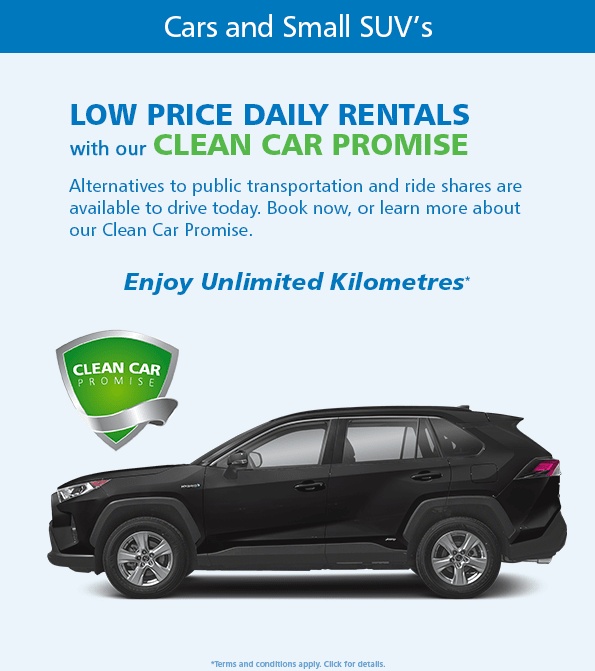 Cars and Small SUV's
LOW PRICE DAILY RENTALS
with our CLEAN CAR PROMISE
Alternatives to public transportation and ride shares are
available to drive today. Book now, or learn more about
our Clean Car Promise.
Enjoy Unlimited Kilometres*
CLEAN CAR
PROMISE
*Terms and conditions apply. Click for details.